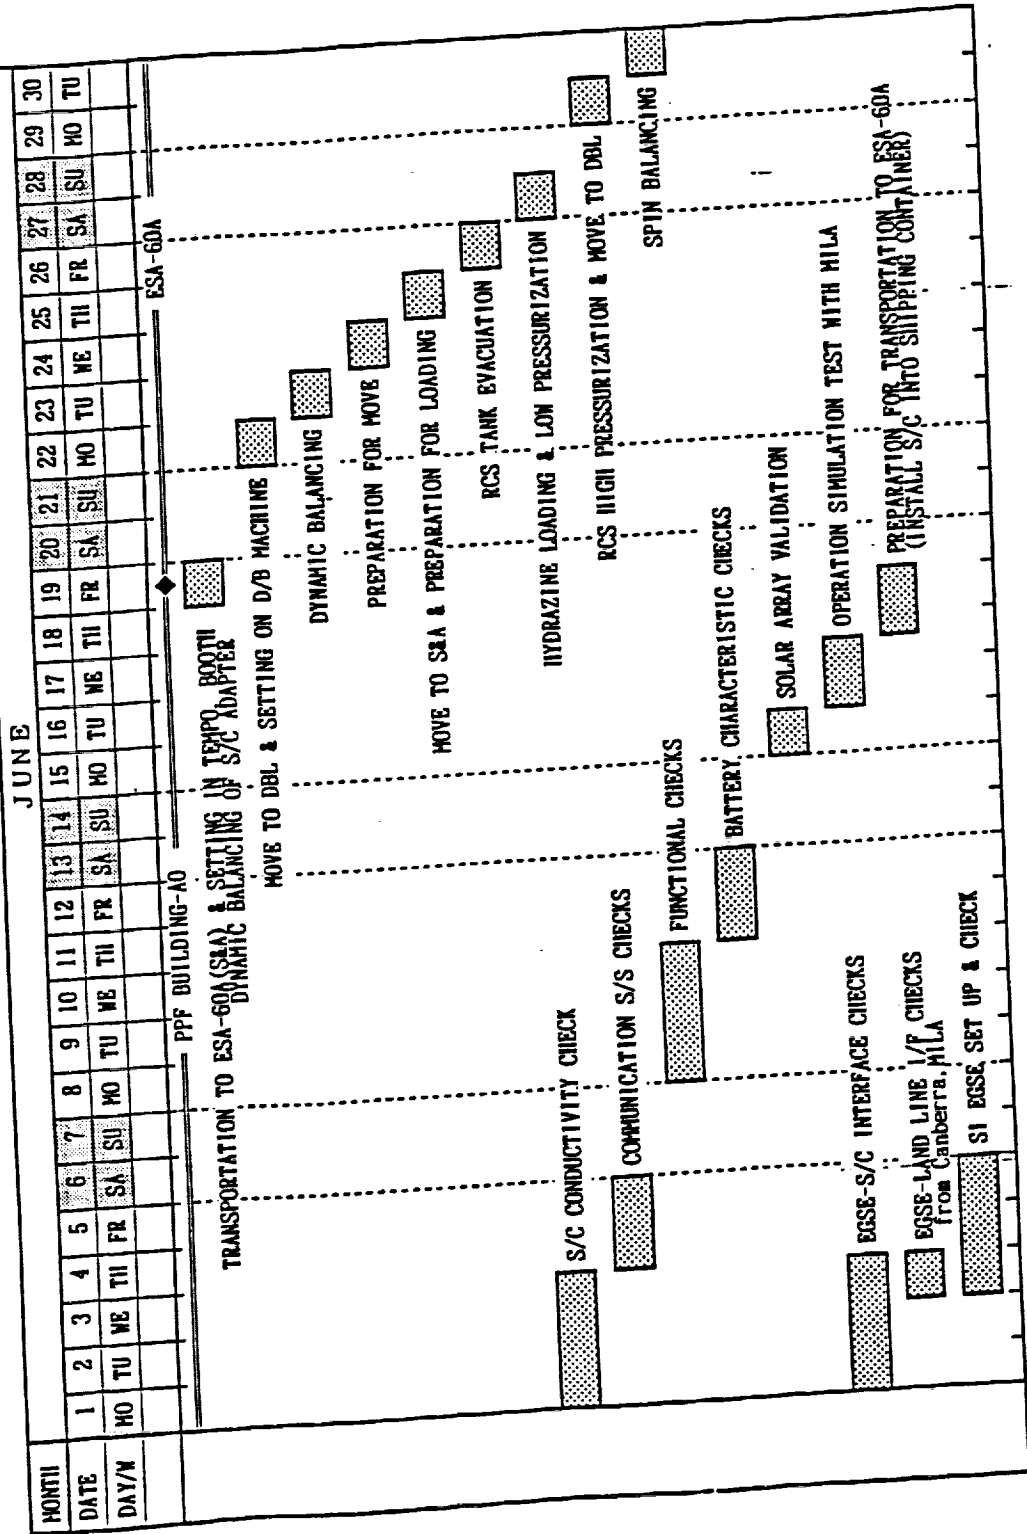 JUNE
MONTH
DATE 1 2 3 4 5 6 7 8 9 10 11 12 13 14 15 16 17 18 19 20 21 22 23 24 25 26 27 28 29 30
DAY/W MO TU WE TH FR SA SU MO TU WE TH FR SA SU MO TU WE TH FR SA SU MO TU WE TH FR SA SU MO TU
PPF BUILDING-AO
ESA-60A
TRANSPORTATION TO ESA-60A(S&A) & SETTING IN TEMPO. BOOTH
DYNAMIC BALANCING OF S/C ADAPTER
MOVE TO DBL & SETTING ON D/B MACHINE
DYNAMIC BALANCING
PREPARATION FOR MOVE
MOVE TO S&A & PREPARATION FOR LOADING
RCS TANK EVACUATION
HYDRAZINE LOADING & LOW PRESSURIZATION
RCS HIGH PRESSURIZATION & MOVE TO DBL
SPIN BALANCING
S/C CONDUCTIVITY CHECK
COMMUNICATION S/S CHECKS
FUNCTIONAL CHECKS
BATTERY CHARACTERISTIC CHECKS
SOLAR ARRAY VALIDATION
OPERATION SIMULATION TEST WITH MILA
PREPARATION FOR TRANSPORTATION TO ESA-60A
(INSTALL S/C INTO SHIPPING CONTAINER)
EGSE-S/C INTERFACE CHECKS
EGSE-LAND LINE I/F CHECKS
from Canberra, MILA
SI EGSE SET UP & CHECK